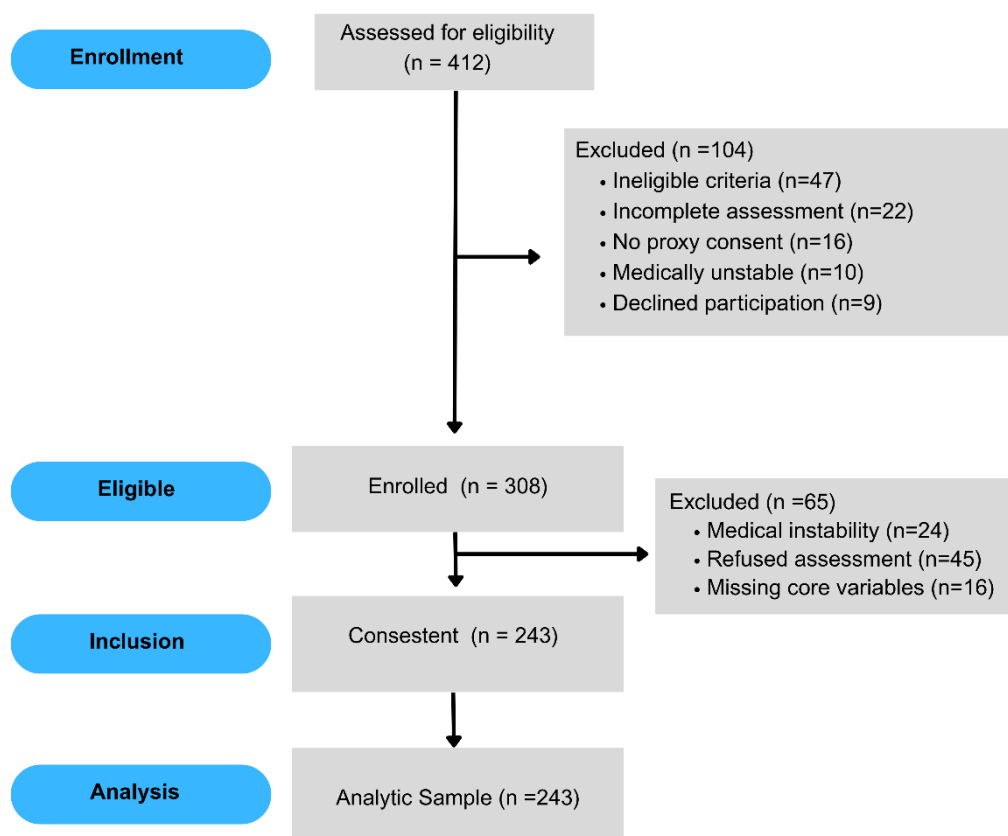 Enrollment
Assessed for eligibility
(n = 412)
Excluded (n =104)
• Ineligible criteria (n=47)
• Incomplete assessment (n=22)
• No proxy consent (n=16)
• Medically unstable (n=10)
• Declined participation (n=9)
Eligible
Enrolled (n = 308)
Excluded (n =65)
• Medical instability (n=24)
• Refused assessment (n=45)
• Missing core variables (n=16)
Inclusion
Consestent (n = 243)
Analysis
Analytic Sample (n =243)